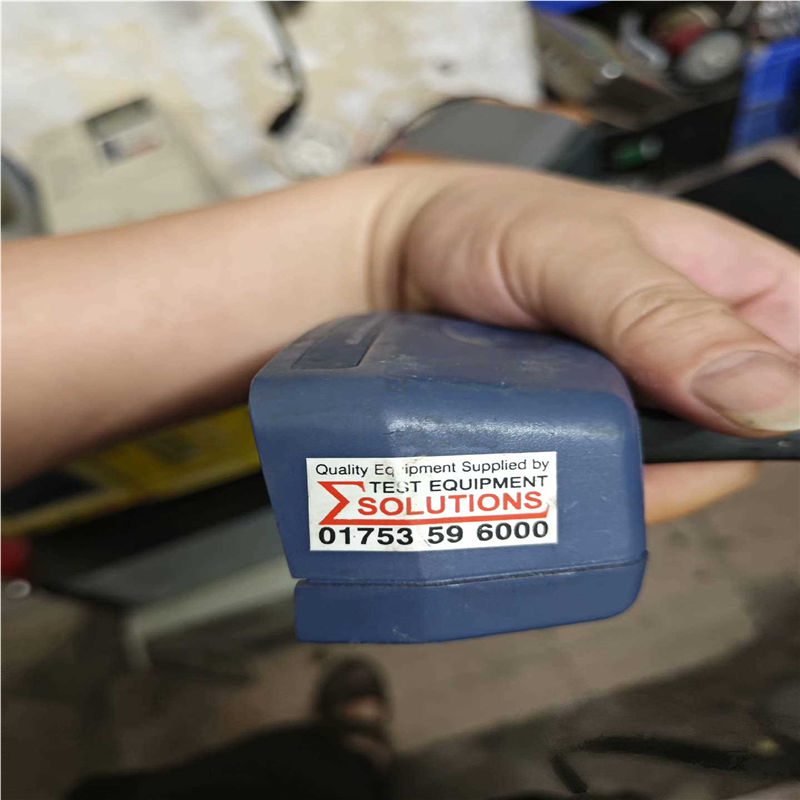 Quality Equipment Supplied by
TEST EQUIPMENT
SOLUTIONS
01753 59 6000